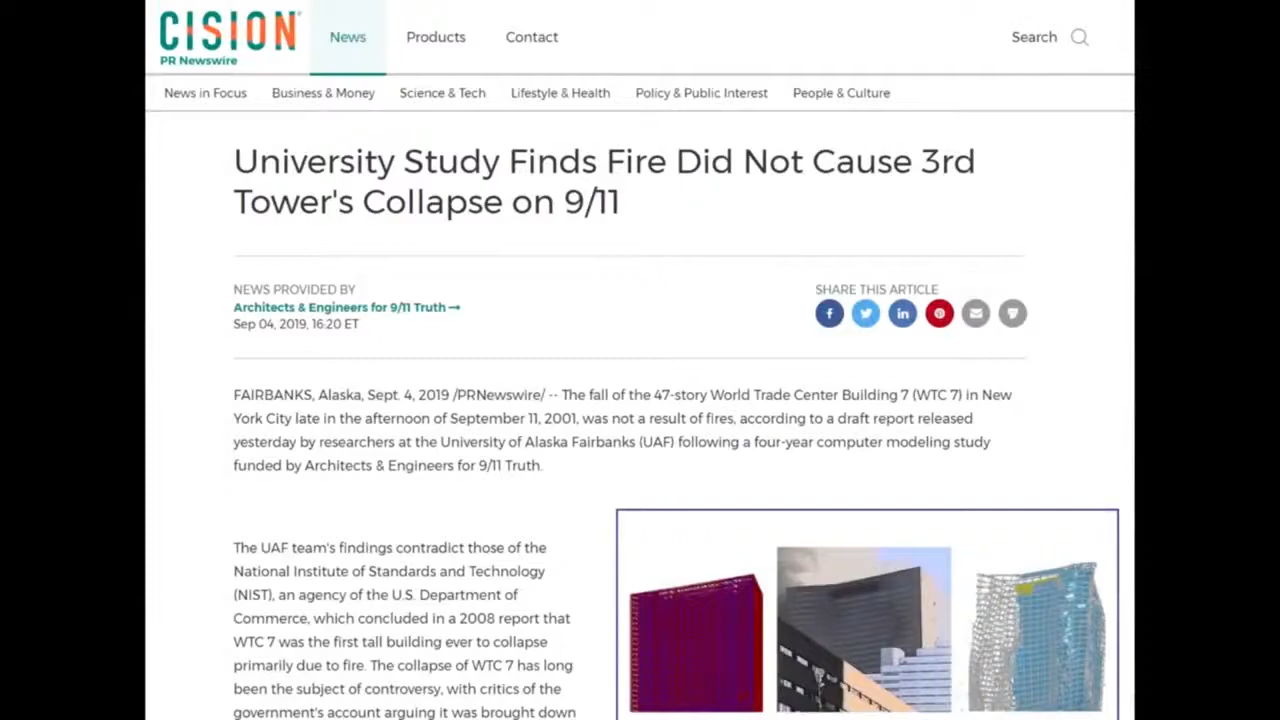 CISION
PR Newswire
News Products Contact Search
News in Focus Business & Money Science & Tech Lifestyle & Health Policy & Public Interest People & Culture
University Study Finds Fire Did Not Cause 3rd
Tower's Collapse on 9/11
NEWS PROVIDED BY
Architects & Engineers for 9/11 Truth →
Sep 04, 2019, 16:20 ET
SHARE THIS ARTICLE
FAIRBANKS, Alaska, Sept. 4, 2019 /PRNewswire/ -- The fall of the 47-story World Trade Center Building 7 (WTC 7) in New
York City late in the afternoon of September 11, 2001, was not a result of fires, according to a draft report released
yesterday by researchers at the University of Alaska Fairbanks (UAF) following a four-year computer modeling study
funded by Architects & Engineers for 9/11 Truth.
The UAF team's findings contradict those of the
National Institute of Standards and Technology
(NIST), an agency of the U.S. Department of
Commerce, which concluded in a 2008 report that
WTC 7 was the first tall building ever to collapse
primarily due to fire. The collapse of WTC 7 has long
been the subject of controversy, with critics of the
government's account arguing it was brought down